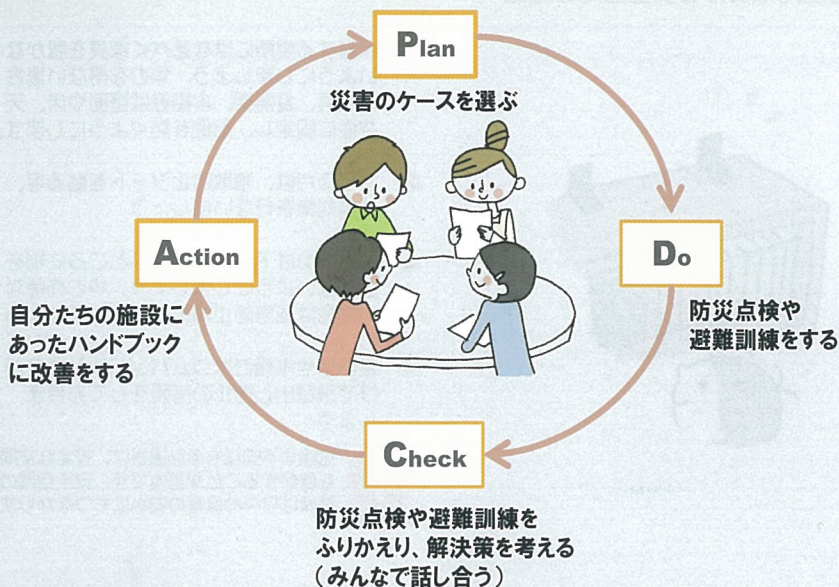 Plan
災害のケースを選ぶ
Do
防災点検や
避難訓練をする
Check
防災点検や避難訓練を
ふりかえり、解決策を考える
（みんなで話し合う）
Action
自分たちの施設に
あったハンドブック
に改善をする